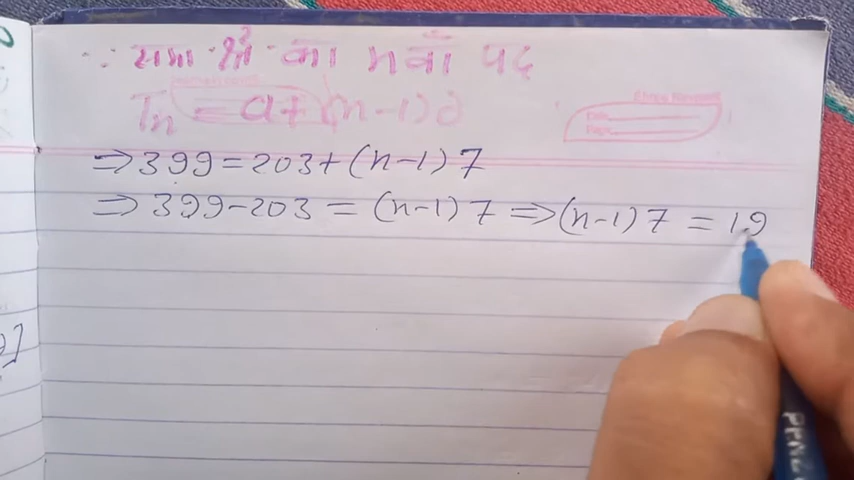 ∵ समा. श्रे. का nवाँ पद
Tn = a+(n-1)d
⇒399=203+(n-1)7
⇒ 399-203 = (n-1)7 ⇒(n-1)7 = 19